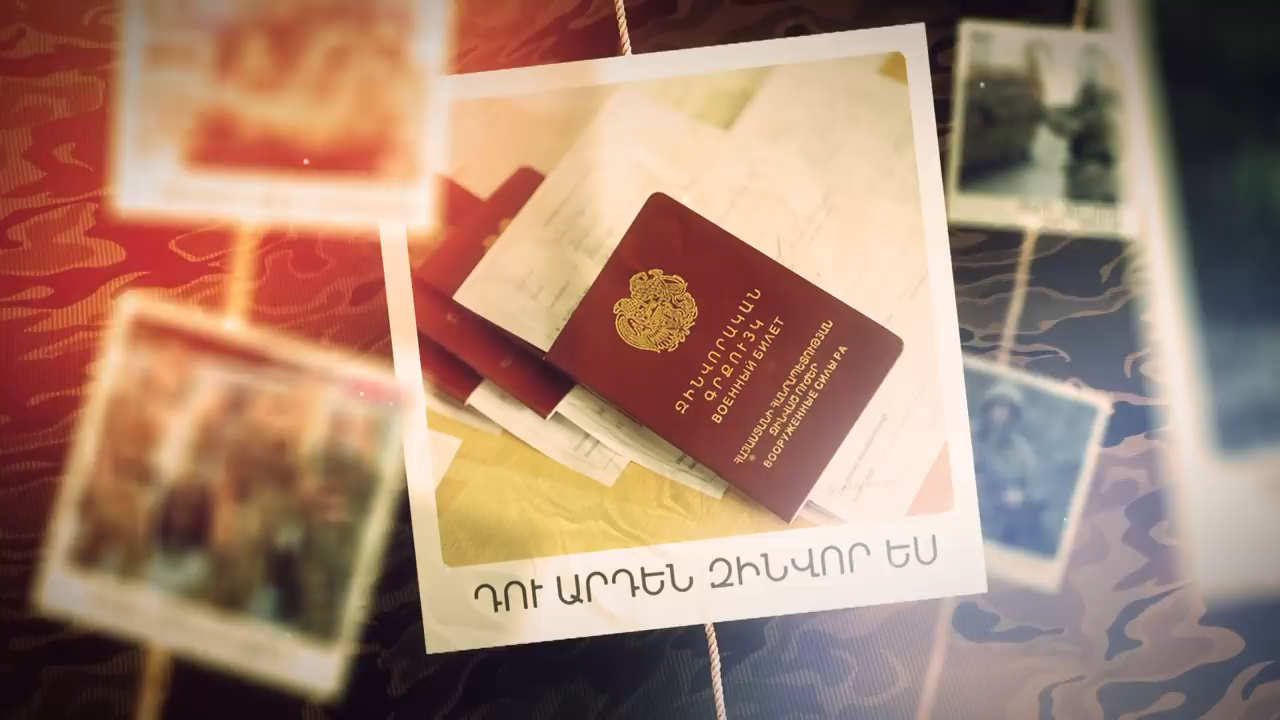 ԶԻՆՎՈՐԱԿԱՆ
ԳՐՔՈՒՅԿ
ВОЕННЫЙ БИЛЕТ
ՀԱՅԱՍՏԱՆԻ ՀԱՆՐԱՊԵՏՈՒԹՅԱՆ
ԶԻՆՎԱԾ ՈՒԺԵՐ
ВООРУЖЕННЫЕ СИЛЫ РА
ԴՈՒ ԱՐԴԵՆ ԶԻՆՎՈՐ ԵՍ